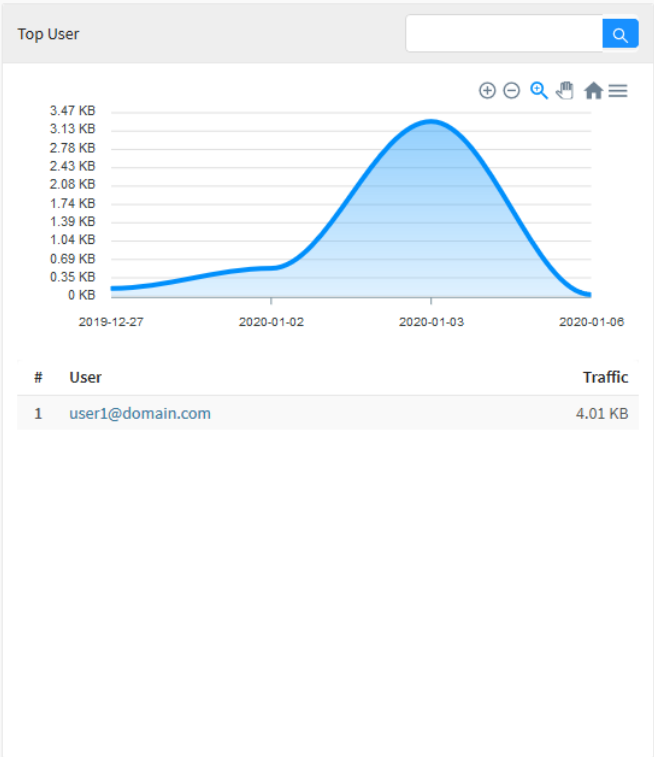 Top User
3.47 KB
3.13 KB
2.78 KB
2.43 KB
2.08 KB
1.74 KB
1.39 KB
1.04 KB
0.69 KB
0.35 KB
0 KB
2019-12-27 2020-01-02 2020-01-03 2020-01-06
# User Traffic
1 user1@domain.com 4.01 KB